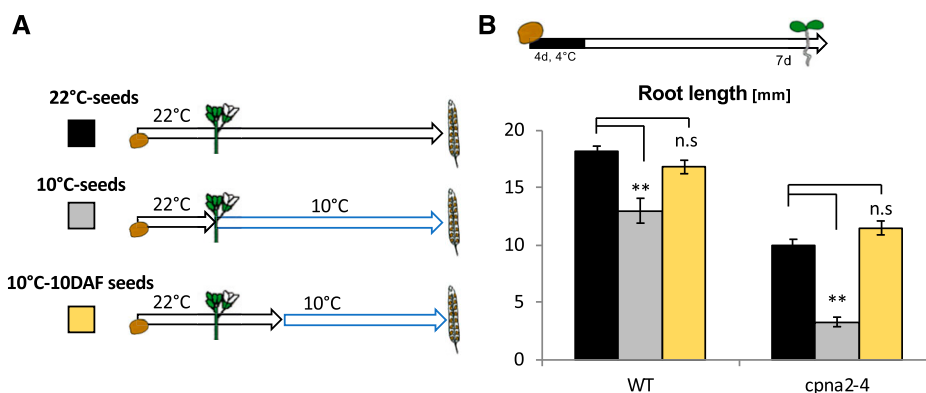 A
22°C-seeds
22°C
10°C-seeds
22°C
10°C
10°C-10DAF seeds
22°C
10°C
B
4d, 4°C
7d
Root length [mm]
20
15
10
5
0
**
n.s
**
n.s
WT
cpna2-4